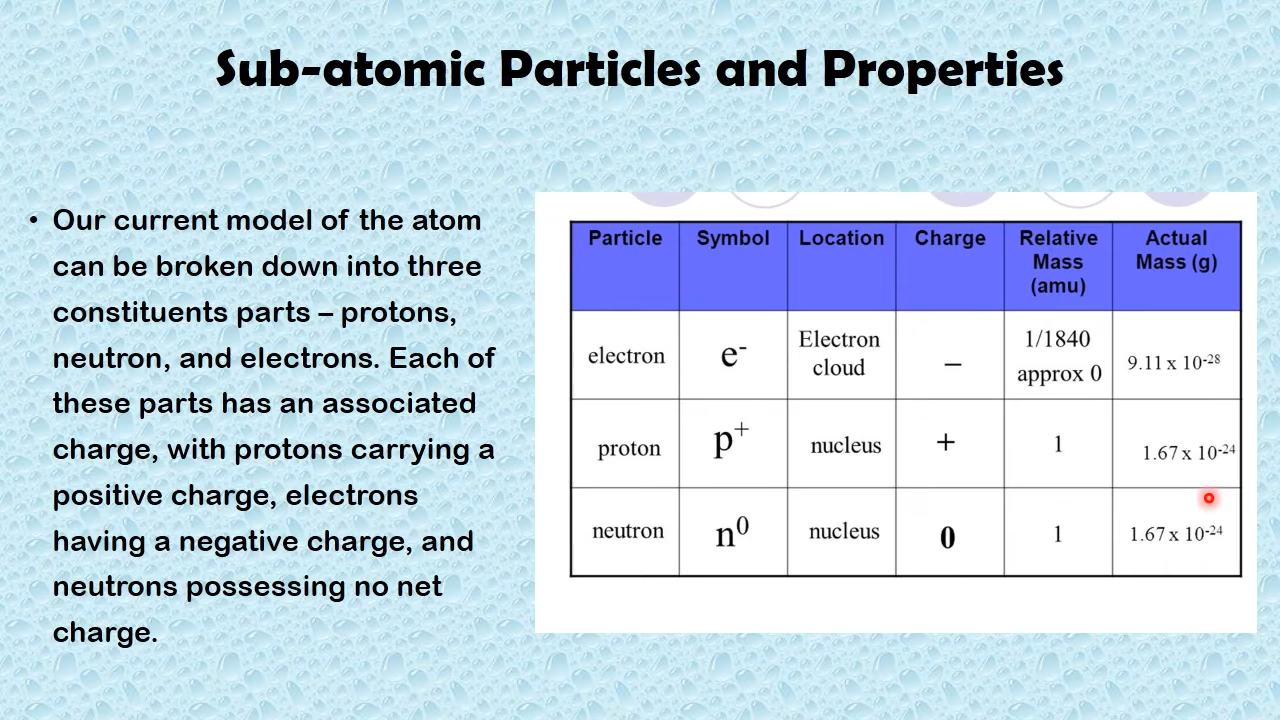 Sub-atomic Particles and Properties
• Our current model of the atom
can be broken down into three
constituents parts – protons,
neutron, and electrons. Each of
these parts has an associated
charge, with protons carrying a
positive charge, electrons
having a negative charge, and
neutrons possessing no net
charge.
Particle Symbol Location Charge Relative Mass (amu) Actual Mass (g)
electron e⁻ Electron cloud – 1/1840 approx 0 9.11 x 10⁻²⁸
proton p⁺ nucleus + 1 1.67 x 10⁻²⁴
neutron n⁰ nucleus 0 1 1.67 x 10⁻²⁴